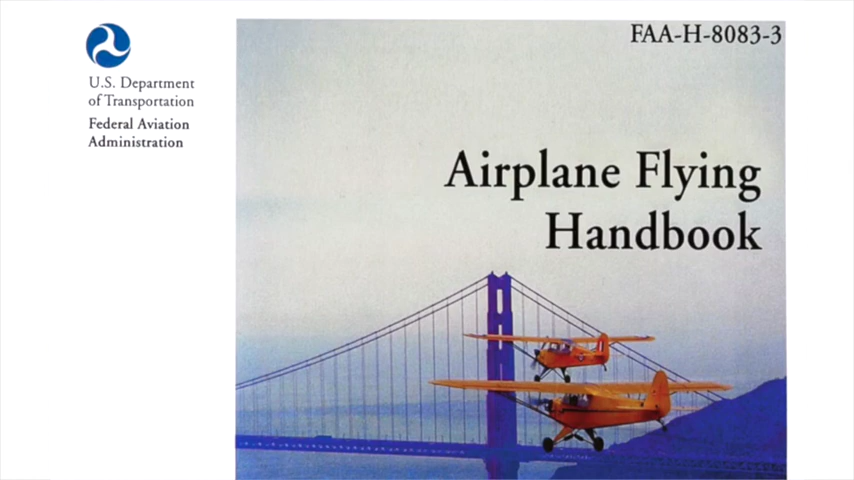 U.S. Department
of Transportation
Federal Aviation
Administration
FAA-H-8083-3
Airplane Flying
Handbook